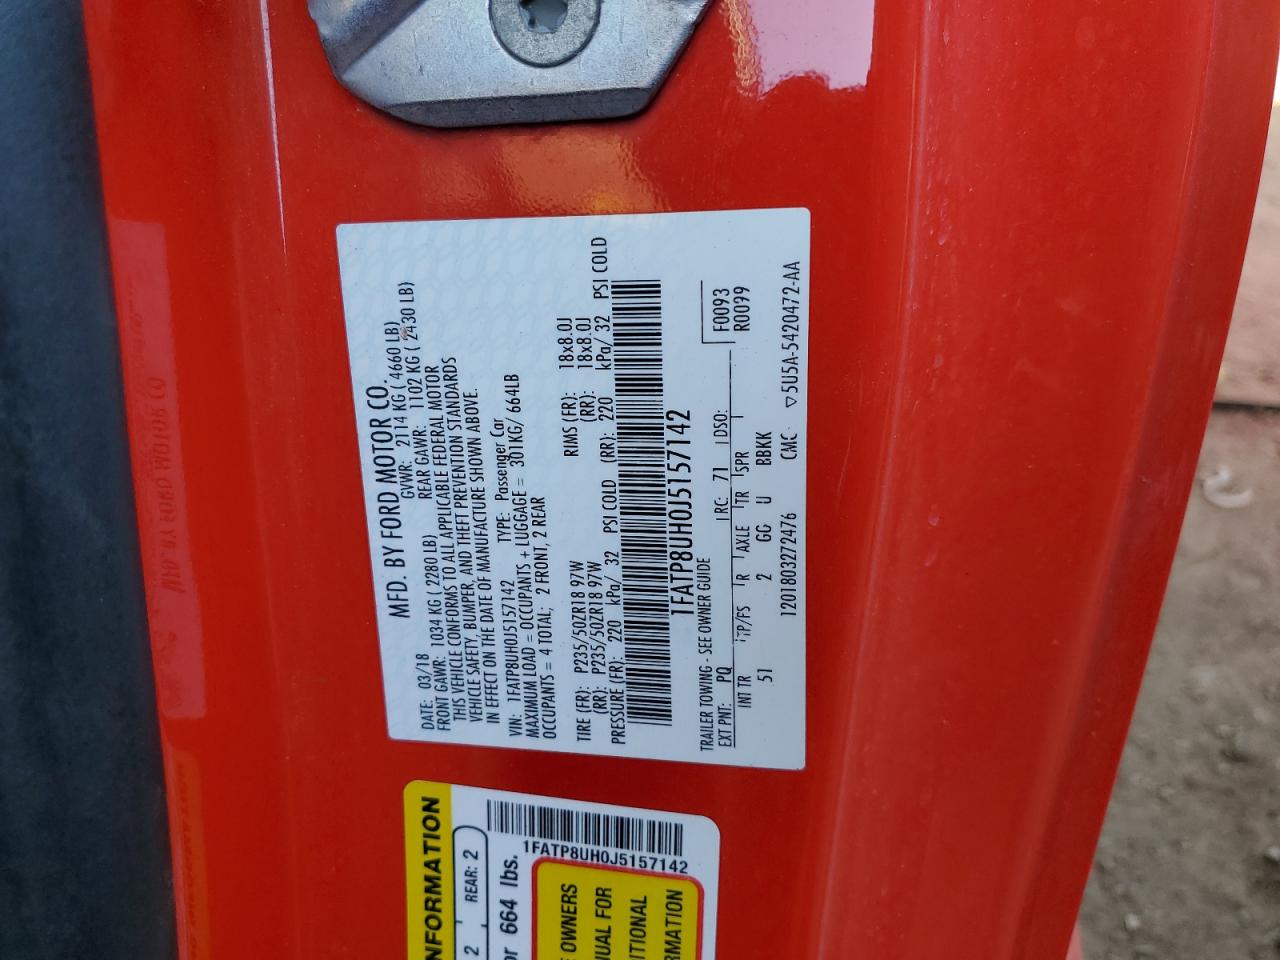 MFD. BY FORD MOTOR CO.
DATE: 03/18 GVWR: 2114 KG ( 4660 LB)
FRONT GAWR: 1034 KG ( 2280 LB) REAR GAWR: 1102 KG ( 2430 LB)
THIS VEHICLE CONFORMS TO ALL APPLICABLE FEDERAL MOTOR
VEHICLE SAFETY, BUMPER, AND THEFT PREVENTION STANDARDS
IN EFFECT ON THE DATE OF MANUFACTURE SHOWN ABOVE.
VIN: 1FATP8UH0J5157142 TYPE: Passenger Car
MAXIMUM LOAD = OCCUPANTS + LUGGAGE = 301KG/ 664LB
OCCUPANTS = 4 TOTAL; 2 FRONT, 2 REAR
TIRE (FR): P235/50ZR18 97W RIMS (FR): 18x8.0J
(RR): P235/50ZR18 97W (RR): 18x8.0J
PRESSURE (FR): 220 kPa/ 32 PSI COLD (RR): 220 kPa/ 32 PSI COLD
1FATP8UH0J5157142
TRAILER TOWING - SEE OWNER GUIDE F0093
EXT PNT: PQ RC: 71 DSO: R0099
INT TR TP/PS R AXLE TR SPR
51 2 GG U BBKK
1201803272476 CMC ▽5U5A-5420472-AA
NFORMATION
2 REAR: 2
1FATP8UH0J5157142
or 664 lbs.
E OWNERS
NUAL FOR
ITIONAL
RMATION